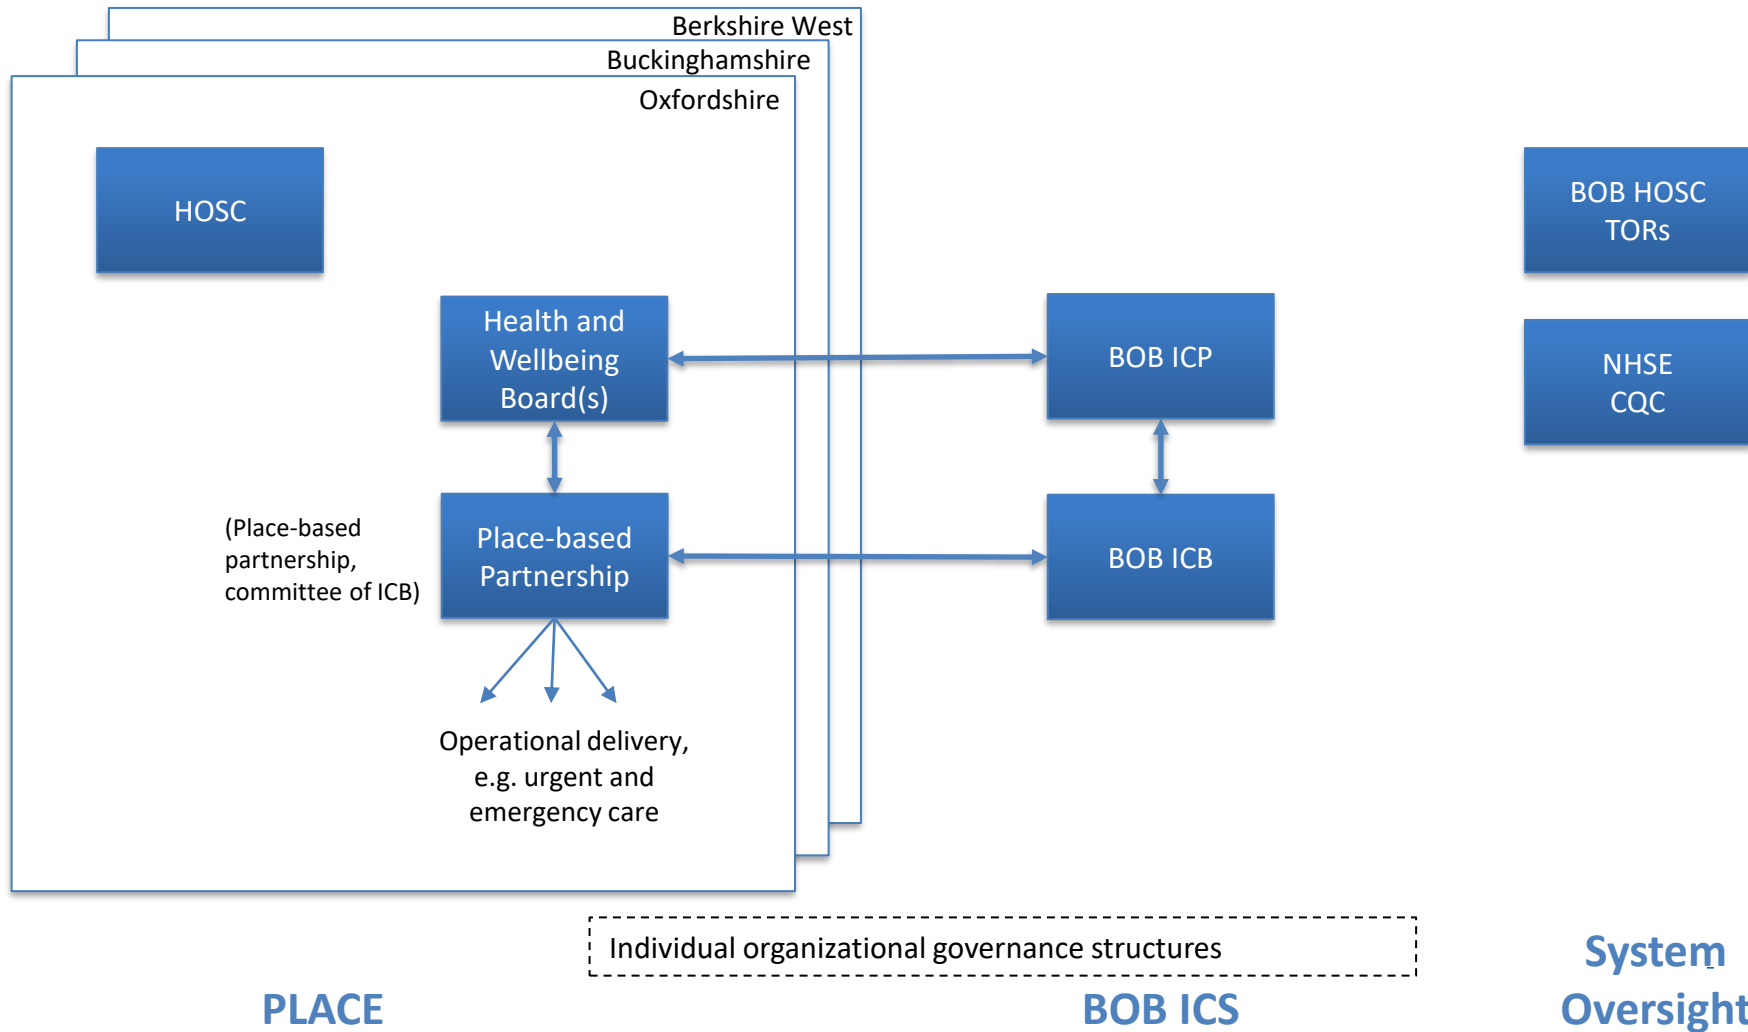 Berkshire West
Buckinghamshire
Oxfordshire
HOSC
BOB HOSC
TORs
Health and
Wellbeing
Board(s)
BOB ICP
NHSE
CQC
(Place-based
partnership,
committee of ICB)
Place-based
Partnership
BOB ICB
Operational delivery,
e.g. urgent and
emergency care
Individual organizational governance structures
PLACE
BOB ICS
System
Oversight